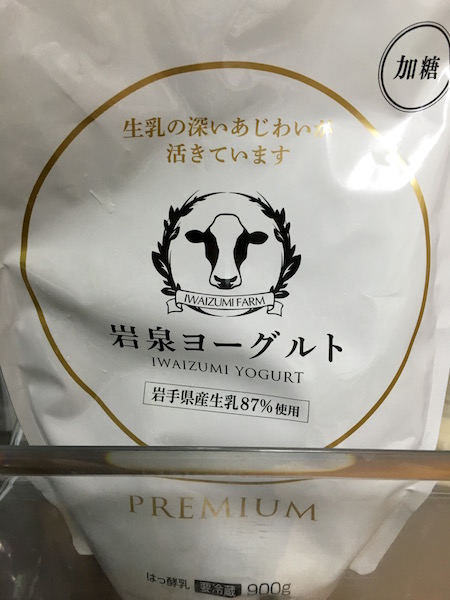 加糖
生乳の深いあじわいが
活きています
IWAIZUMI FARM
岩泉ヨーグルト
IWAIZUMI YOGURT
岩手県産生乳87%使用
PREMIUM
はっ酵乳 要冷蔵 900g